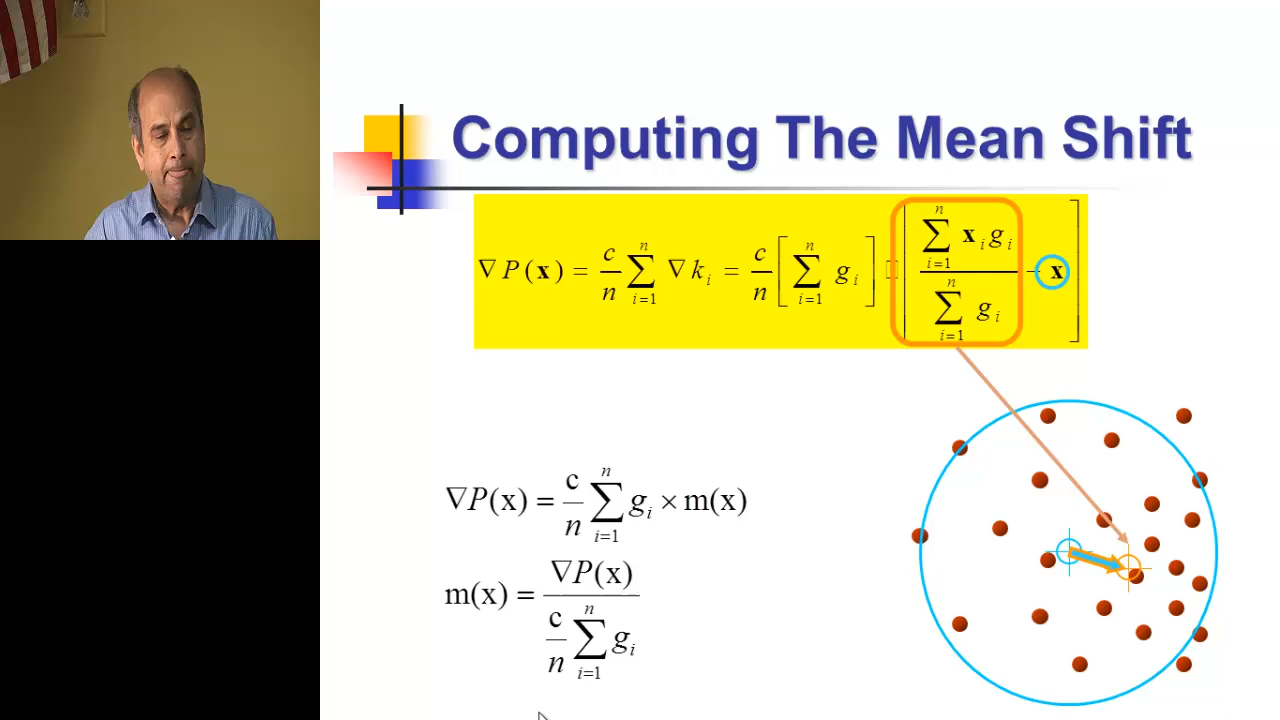 Computing The Mean Shift
∇P(x) = c/n ∑_{i=1}^{n} ∇k_i = c/n [∑_{i=1}^{n} g_i] □ [∑_{i=1}^{n} x_i g_i / ∑_{i=1}^{n} g_i − x]
∇P(x) = c/n ∑_{i=1}^{n} g_i × m(x)
m(x) = ∇P(x) / (c/n ∑_{i=1}^{n} g_i)